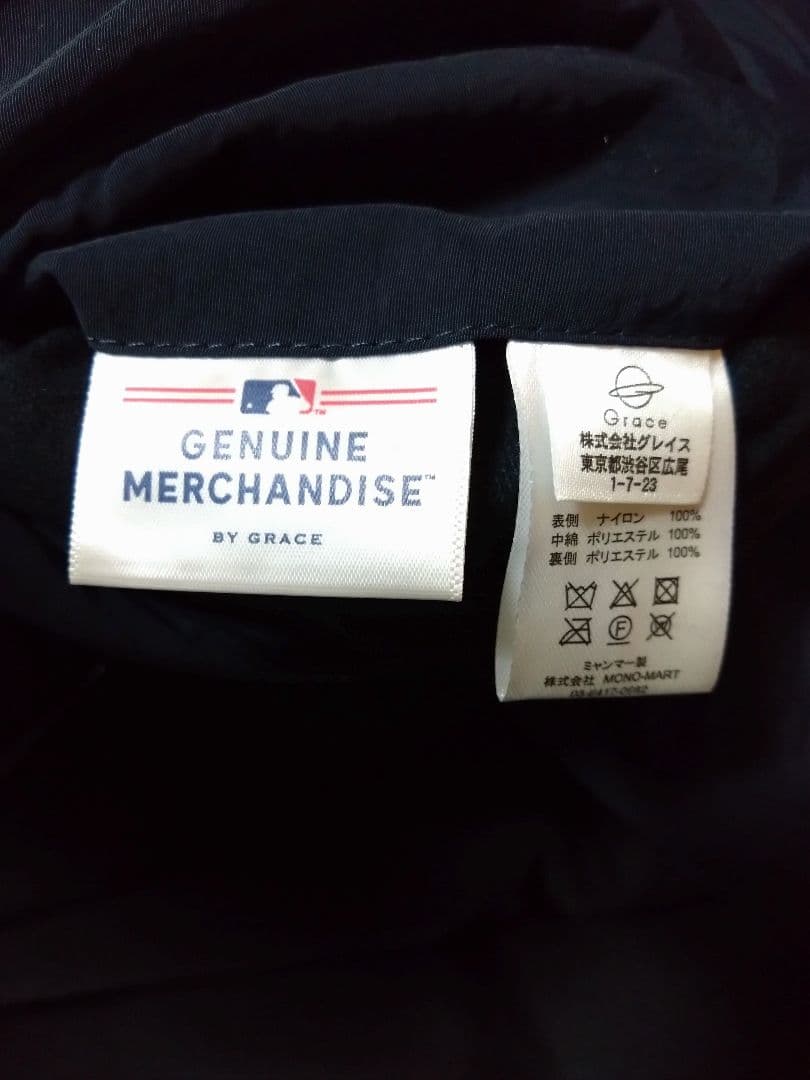 GENUINE
MERCHANDISE™
BY GRACE
Grace
株式会社グレイス
東京都渋谷区広尾
1-7-23
表側 ナイロン 100%
中綿 ポリエステル 100%
裏側 ポリエステル 100%
F
ミャンマー製
株式会社 MONO-MART